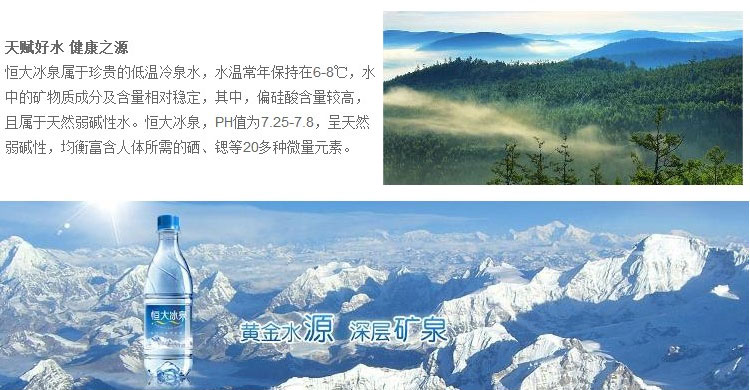 天赋好水 健康之源
恒大冰泉属于珍贵的低温冷泉水，水温常年保持在6-8℃，水
中的矿物质成分及含量相对稳定，其中，偏硅酸含量较高，
且属于天然弱碱性水。恒大冰泉，PH值为7.25-7.8，呈天然
弱碱性，均衡富含人体所需的硒、锶等20多种微量元素。
恒大冰泉
黄金水源 深层矿泉